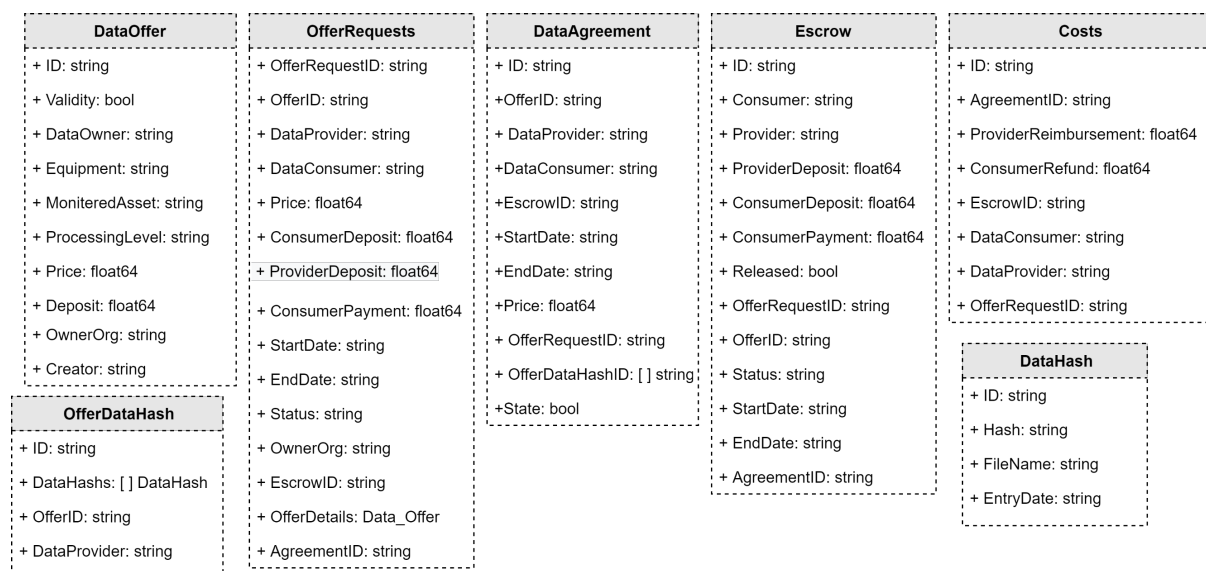 DataOffer
+ ID: string
+ Validity: bool
+ DataOwner: string
+ Equipment: string
+ MoniteredAsset: string
+ ProcessingLevel: string
+ Price: float64
+ Deposit: float64
+ OwnerOrg: string
+ Creator: string
OfferDataHash
+ ID: string
+ DataHashs: [ ] DataHash
+ OfferID: string
+ DataProvider: string
OfferRequests
+ OfferRequestID: string
+ OfferID: string
+ DataProvider: string
+ DataConsumer: string
+ Price: float64
+ ConsumerDeposit: float64
+ ProviderDeposit: float64
+ ConsumerPayment: float64
+ StartDate: string
+ EndDate: string
+ Status: string
+ OwnerOrg: string
+ EscrowID: string
+ OfferDetails: Data_Offer
+ AgreementID: string
DataAgreement
+ ID: string
+OfferID: string
+ DataProvider: string
+DataConsumer: string
+EscrowID: string
+StartDate: string
+EndDate: string
+Price: float64
+ OfferRequestID: string
+ OfferDataHashID: [ ] string
+State: bool
Escrow
+ ID: string
+ Consumer: string
+ Provider: string
+ ProviderDeposit: float64
+ ConsumerDeposit: float64
+ ConsumerPayment: float64
+ Released: bool
+ OfferRequestID: string
+ OfferID: string
+ Status: string
+ StartDate: string
+ EndDate: string
+ AgreementID: string
Costs
+ ID: string
+ AgreementID: string
+ ProviderReimbursement: float64
+ ConsumerRefund: float64
+ EscrowID: string
+ DataConsumer: string
+ DataProvider: string
+ OfferRequestID: string
DataHash
+ ID: string
+ Hash: string
+ FileName: string
+ EntryDate: string